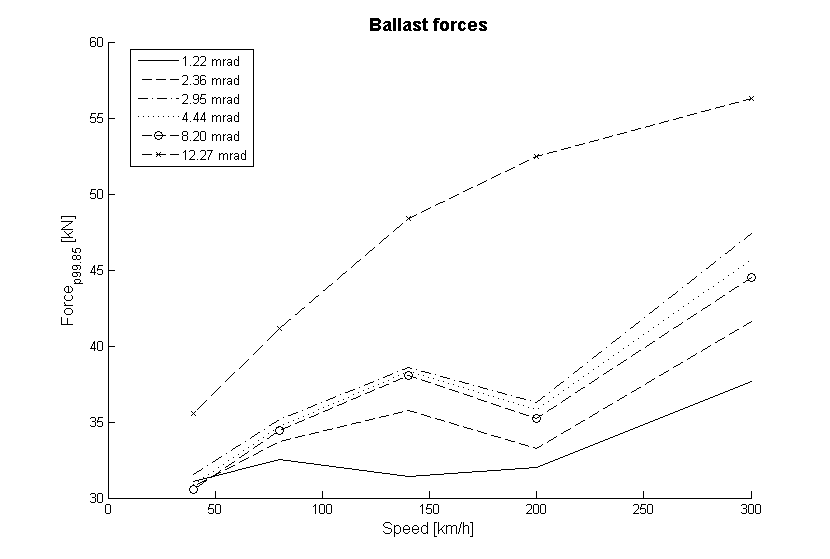 Ballast forces
60
55
50
45
40
35
30
1.22 mrad
2.36 mrad
2.95 mrad
4.44 mrad
8.20 mrad
12.27 mrad
Force_p99.85 [kN]
0 50 100 150 200 250 300
Speed [km/h]